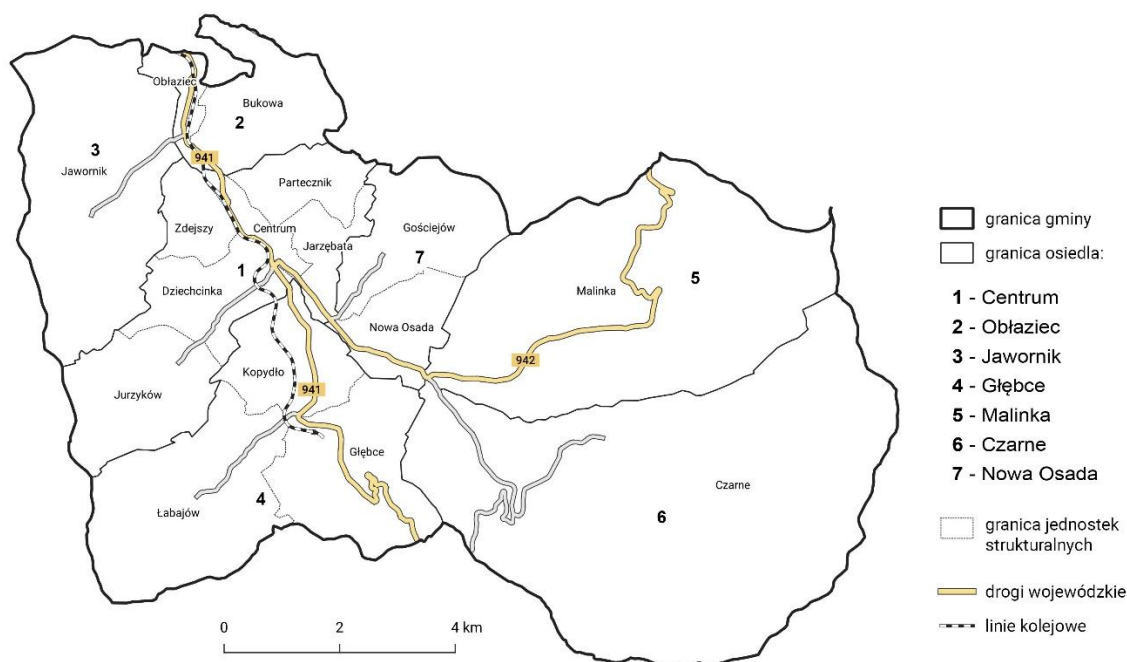 Obłaziec
Bukowa
2
3
Jawornik
941
Partecznik
Zdejszy
Centrum
Gościejów
Jarzębata
7
1
Dziechcinka
Malinka
5
Nowa Osada
942
Kopydło
941
Jurzyków
Głębce
Łabajów
4
Czarne
6
0
2
4 km
granica gminy
granica osiedla:
1 - Centrum
2 - Obłaziec
3 - Jawornik
4 - Głębce
5 - Malinka
6 - Czarne
7 - Nowa Osada
granica jednostek
strukturalnych
drogi wojewódzkie
linie kolejowe